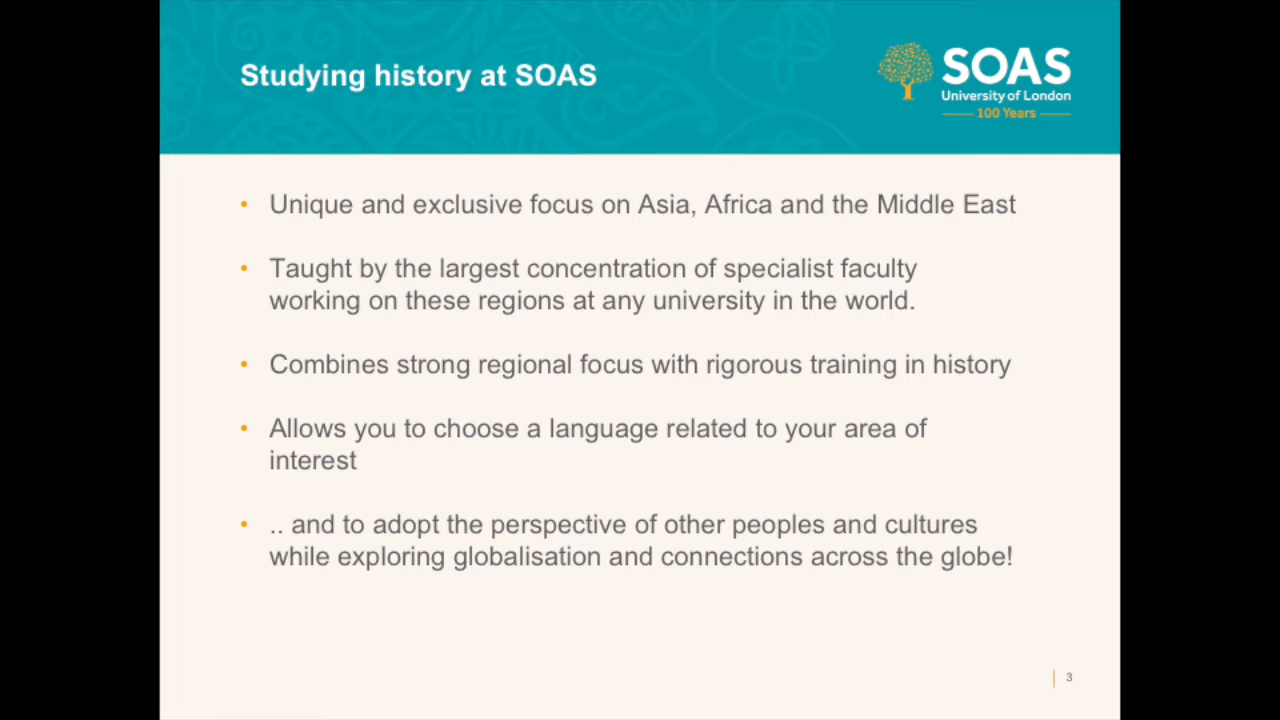 Studying history at SOAS
SOAS
University of London
100 Years
• Unique and exclusive focus on Asia, Africa and the Middle East
• Taught by the largest concentration of specialist faculty
working on these regions at any university in the world.
• Combines strong regional focus with rigorous training in history
• Allows you to choose a language related to your area of
interest
• .. and to adopt the perspective of other peoples and cultures
while exploring globalisation and connections across the globe!
3